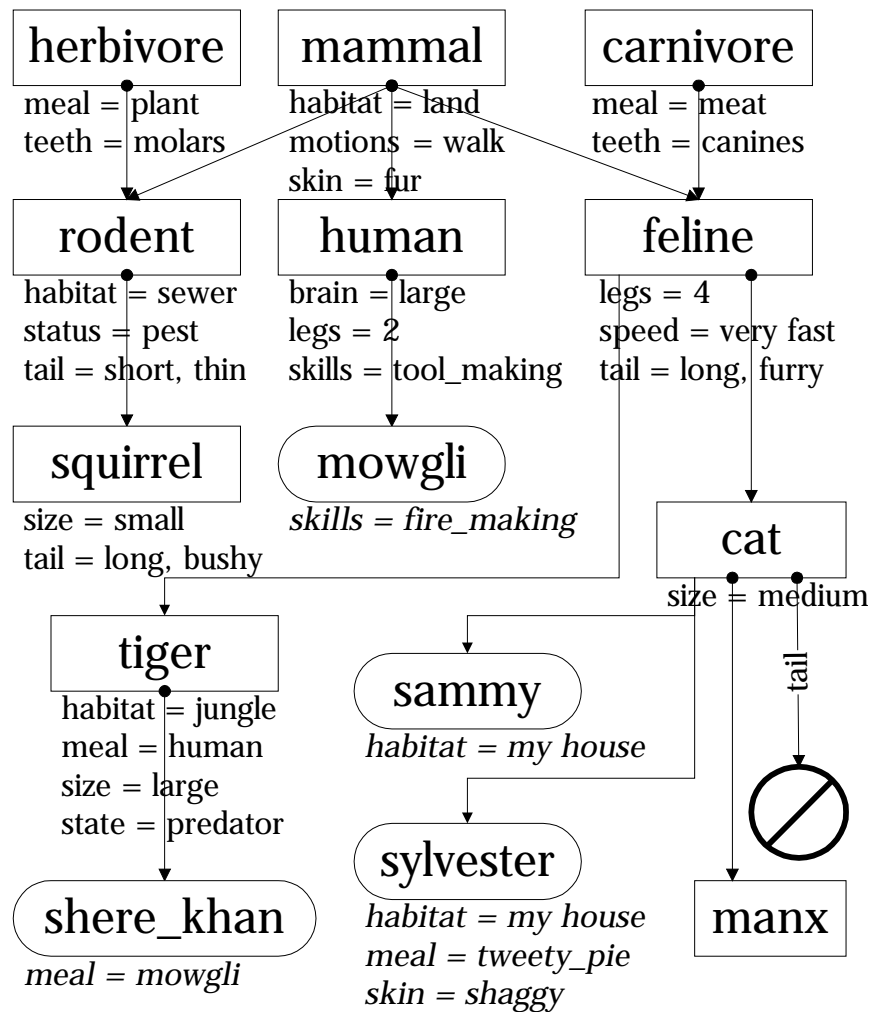 herbivore
meal = plant
teeth = molars
mammal
habitat = land
motions = walk
skin = fur
carnivore
meal = meat
teeth = canines
rodent
habitat = sewer
status = pest
tail = short, thin
human
brain = large
legs = 2
skills = tool_making
feline
legs = 4
speed = very fast
tail = long, furry
squirrel
size = small
tail = long, bushy
mowgli
skills = fire_making
cat
size = medium
tail
tiger
habitat = jungle
meal = human
size = large
state = predator
sammy
habitat = my house
sylvester
habitat = my house
meal = tweety_pie
skin = shaggy
shere_khan
meal = mowgli
manx